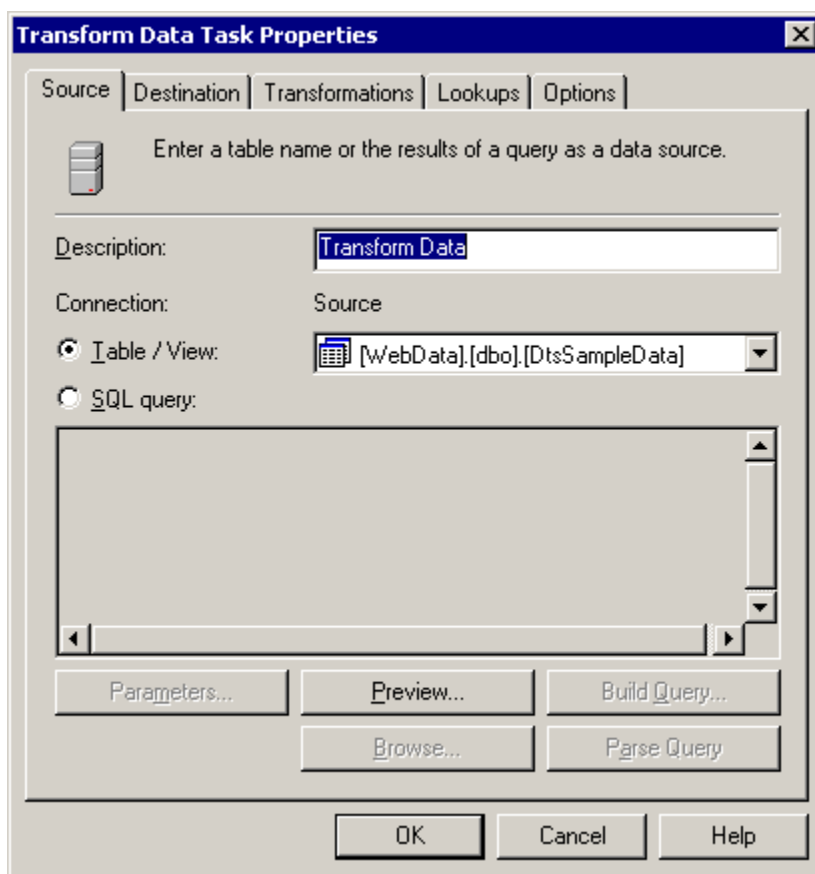 Transform Data Task Properties
Source Destination Transformations Lookups Options
Enter a table name or the results of a query as a data source.
Description: Transform Data
Connection: Source
Table / View: [WebData].[dbo].[DtsSampleData]
SQL query:
Parameters... Preview... Build Query...
Browse... Parse Query
OK Cancel Help